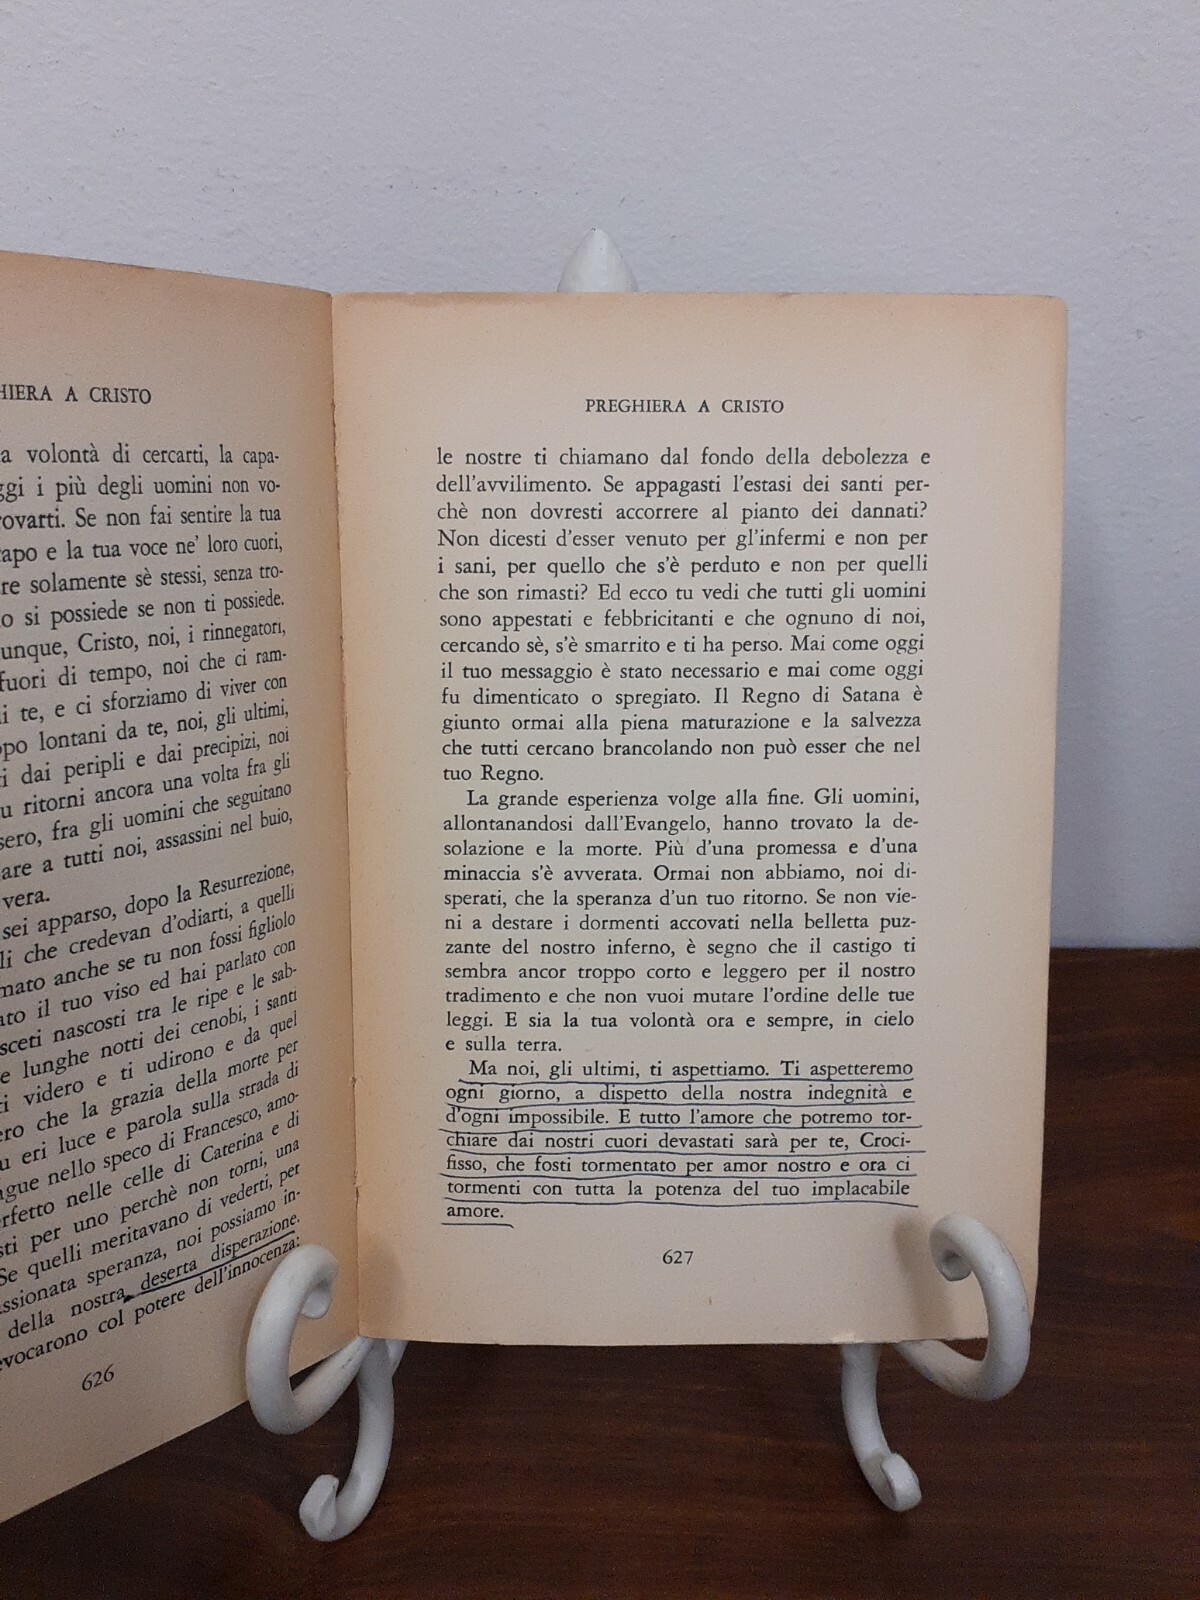 HIERA A CRISTO
a volontà di cercarti, la capa-
ggi i più degli uomini non vo-
rovarti. Se non fai sentire la tua
capo e la tua voce ne' loro cuori,
re solamente sè stessi, senza tro-
o si possiede se non ti possiede.
unque, Cristo, noi, i rinnegatori,
fuori di tempo, noi che ci ram-
i te, e ci sforziamo di viver con
ppo lontani da te, noi, gli ultimi,
ti dai peripli e dai precipizi, noi
u ritorni ancora una volta fra gli
sero, fra gli uomini che seguitano
are a tutti noi, assassini nel buio,
vera.
sei apparso, dopo la Resurrezione,
li che credevan d'odiarti, a quelli
mato anche se tu non fossi figliolo
ato il tuo viso ed hai parlato con
sceti nascosti tra le ripe e le sab-
e lunghe notti dei cenobi, i santi
ti videro e ti udirono e da quel
ero che la grazia della morte per
u eri luce e parola sulla strada di
ngue nello speco di Francesco, amo-
rfetto nelle celle di Caterina e di
sti per uno perchè non torni, una
Se quelli meritavano di vederti, per
assionata speranza, noi possiamo in-
della nostra deserta disperazione.
evocarono col potere dell'innocenza:
626
PREGHIERA A CRISTO
le nostre ti chiamano dal fondo della debolezza e
dell'avvilimento. Se appagasti l'estasi dei santi per-
chè non dovresti accorrere al pianto dei dannati?
Non dicesti d'esser venuto per gl'infermi e non per
i sani, per quello che s'è perduto e non per quelli
che son rimasti? Ed ecco tu vedi che tutti gli uomini
sono appestati e febbricitanti e che ognuno di noi,
cercando sè, s'è smarrito e ti ha perso. Mai come oggi
il tuo messaggio è stato necessario e mai come oggi
fu dimenticato o spregiato. Il Regno di Satana è
giunto ormai alla piena maturazione e la salvezza
che tutti cercano brancolando non può esser che nel
tuo Regno.
La grande esperienza volge alla fine. Gli uomini,
allontanandosi dall'Evangelo, hanno trovato la de-
solazione e la morte. Più d'una promessa e d'una
minaccia s'è avverata. Ormai non abbiamo, noi di-
sperati, che la speranza d'un tuo ritorno. Se non vie-
ni a destare i dormenti accovati nella belletta puz-
zante del nostro inferno, è segno che il castigo ti
sembra ancor troppo corto e leggero per il nostro
tradimento e che non vuoi mutare l'ordine delle tue
leggi. E sia la tua volontà ora e sempre, in cielo
e sulla terra.
Ma noi, gli ultimi, ti aspettiamo. Ti aspetteremo
ogni giorno, a dispetto della nostra indegnità e
d'ogni impossibile. E tutto l'amore che potremo tor-
chiare dai nostri cuori devastati sarà per te, Croci-
fisso, che fosti tormentato per amor nostro e ora ci
tormenti con tutta la potenza del tuo implacabile
amore.
627